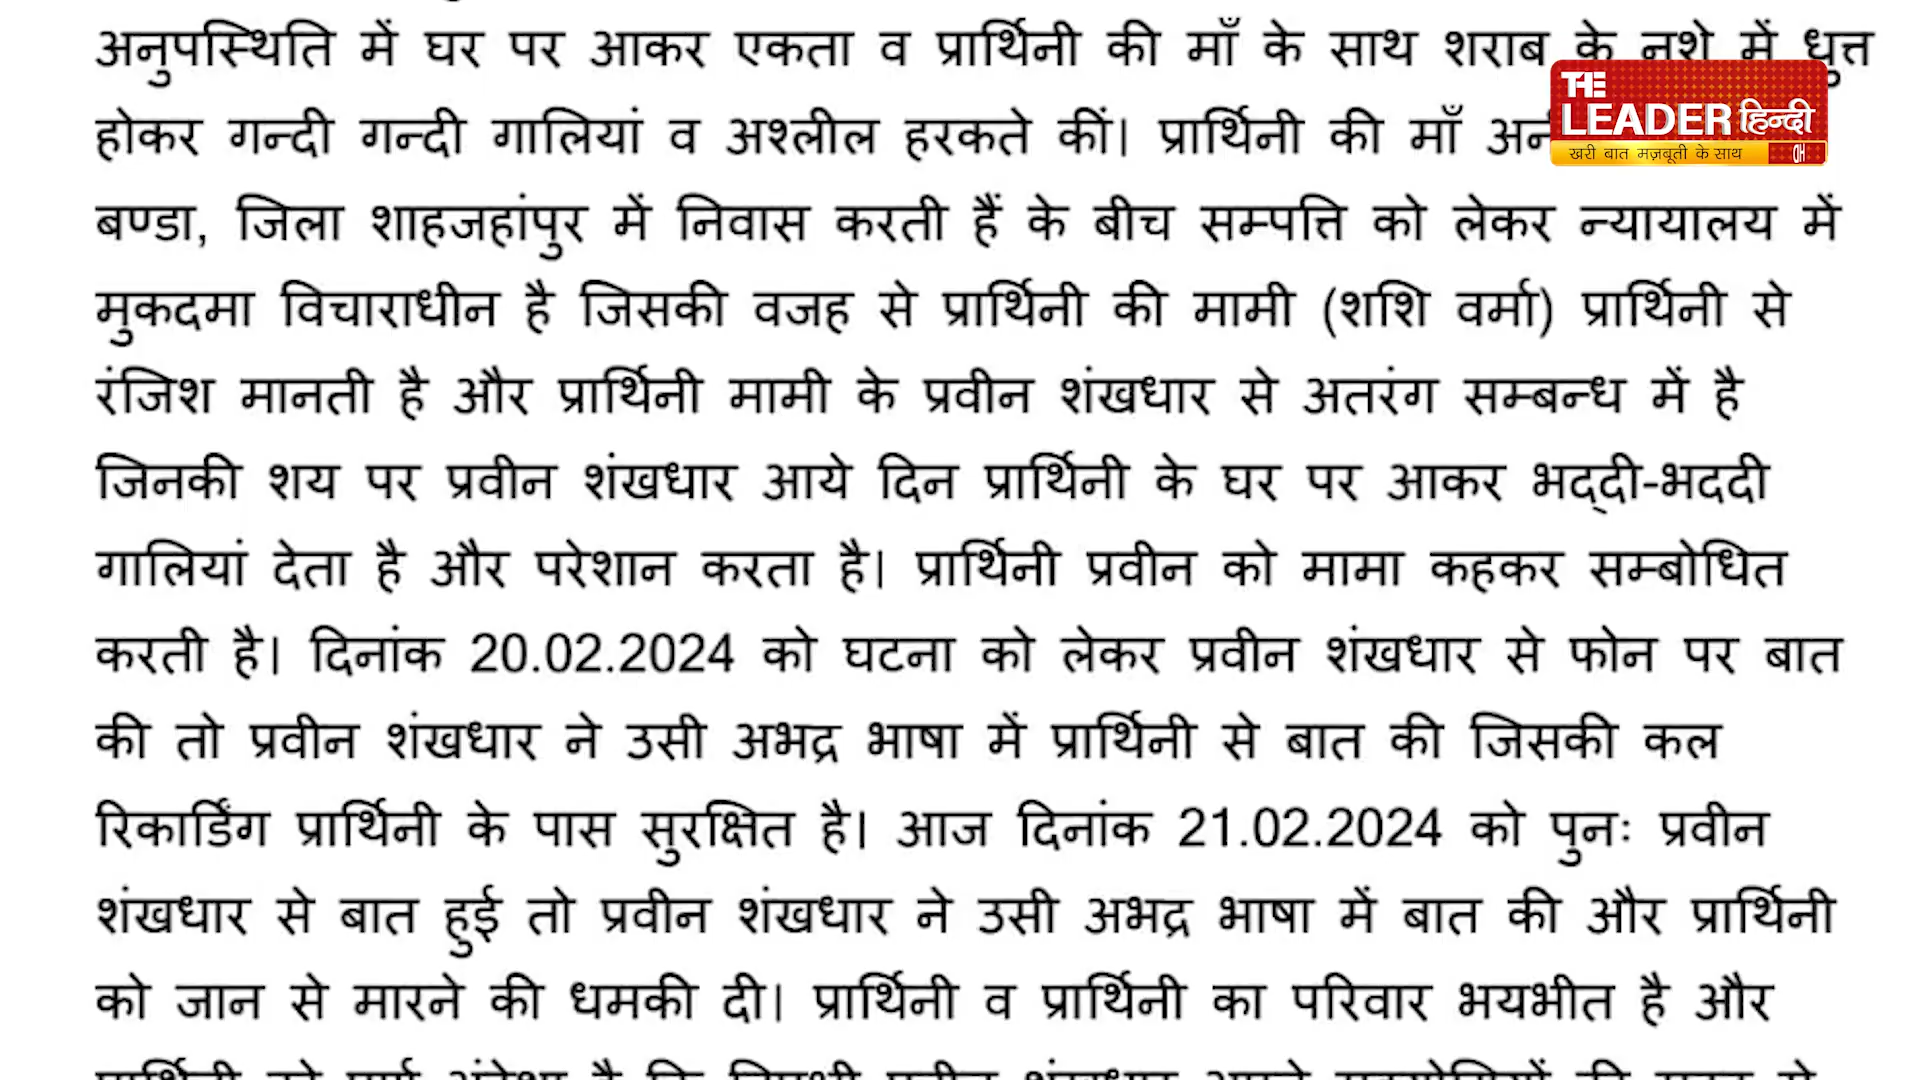 अनुपस्थिति में घर पर आकर एकता व प्रार्थिनी की माँ के साथ शराब के नशे में धुत्त
होकर गन्दी गन्दी गालियां व अश्लील हरकते कीं। प्रार्थिनी की माँ
THE
LEADER हिन्दी
खरी बात मज़बूती के साथ
HD
बण्डा, जिला शाहजहांपुर में निवास करती हैं के बीच सम्पत्ति को लेकर न्यायालय में
मुकदमा विचाराधीन है जिसकी वजह से प्रार्थिनी की मामी (शशि वर्मा) प्रार्थिनी से
रंजिश मानती है और प्रार्थिनी मामी के प्रवीन शंखधार से अतरंग सम्बन्ध में है
जिनकी शय पर प्रवीन शंखधार आये दिन प्रार्थिनी के घर पर आकर भद्‌दी-भददी
गालियां देता है और परेशान करता है। प्रार्थिनी प्रवीन को मामा कहकर सम्बोधित
करती है। दिनांक 20.02.2024 को घटना को लेकर प्रवीन शंखधार से फोन पर बात
की तो प्रवीन शंखधार ने उसी अभद्र भाषा में प्रार्थिनी से बात की जिसकी कल
रिकार्डिंग प्रार्थिनी के पास सुरक्षित है। आज दिनांक 21.02.2024 को पुनः प्रवीन
शंखधार से बात हुई तो प्रवीन शंखधार ने उसी अभद्र भाषा में बात की और प्रार्थिनी
को जान से मारने की धमकी दी। प्रार्थिनी व प्रार्थिनी का परिवार भयभीत है और